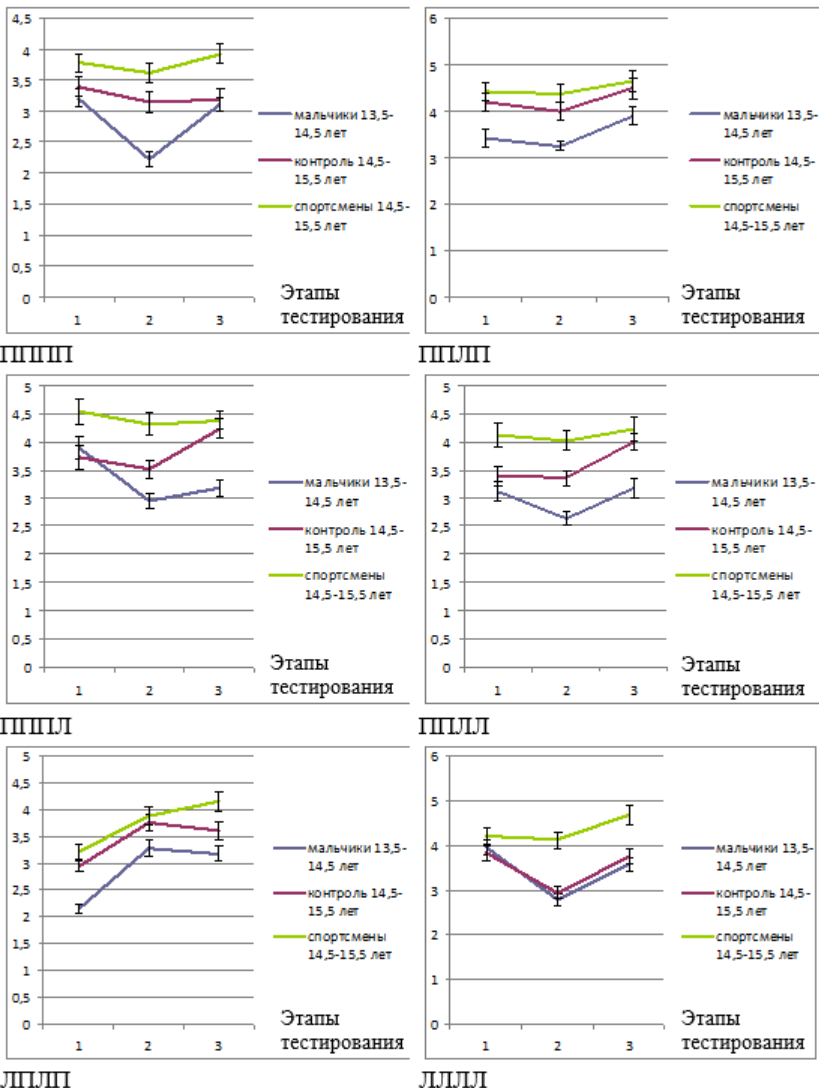 4,5
4
3,5
3
2,5
2
1,5
1
0,5
0
1 2 3
мальчики 13,5-
14,5 лет
контроль 14,5-
15,5 лет
спортсмены 14,5-
15,5 лет
Этапы
тестирования
ПППП
6
5
4
3
2
1
0
1 2 3
мальчики 13,5-
14,5 лет
контроль 14,5-
15,5 лет
спортсмены
14,5-15,5 лет
Этапы
тестирования
ППЛП
5
4,5
4
3,5
3
2,5
2
1,5
1
0,5
0
1 2 3
мальчики 13,5-
14,5 лет
контроль 14,5-
15,5 лет
спортсмены
14,5-15,5 лет
Этапы
тестирования
ПППЛ
5
4,5
4
3,5
3
2,5
2
1,5
1
0,5
0
1 2 3
мальчики 13,5-
14,5 лет
контроль 14,5-
15,5 лет
спортсмены
14,5-15,5 лет
Этапы
тестирования
ППЛЛ
5
4,5
4
3,5
3
2,5
2
1,5
1
0,5
0
1 2 3
мальчики 13,5-
14,5 лет
контроль 14,5-
15,5 лет
спортсмены
14,5-15,5 лет
Этапы
тестирования
ЛПЛП
6
5
4
3
2
1
0
1 2 3
мальчики 13,5-
14,5 лет
контроль 14,5-
15,5 лет
спортсмены
14,5-15,5 лет
Этапы
тестирования
ЛЛЛЛ